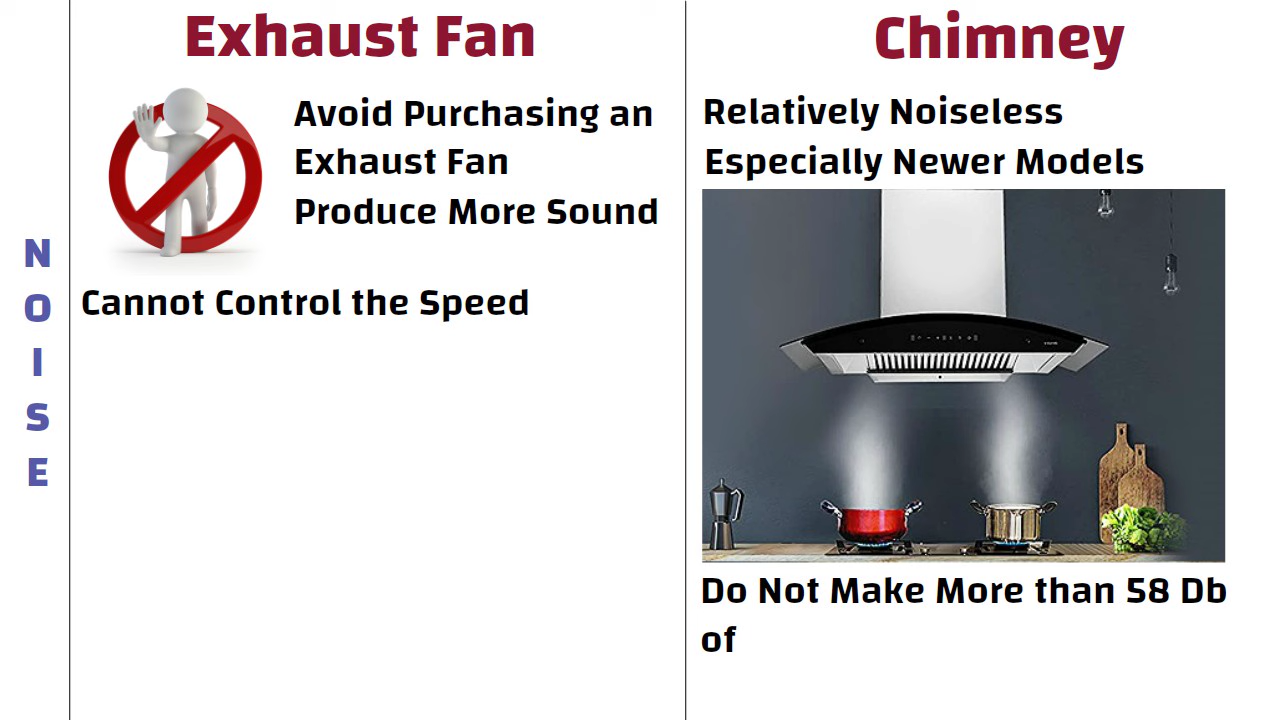 Exhaust Fan
Chimney
N
O
I
S
E
Avoid Purchasing an
Exhaust Fan
Produce More Sound
Cannot Control the Speed
Relatively Noiseless
Especially Newer Models
Do Not Make More than 58 Db
of